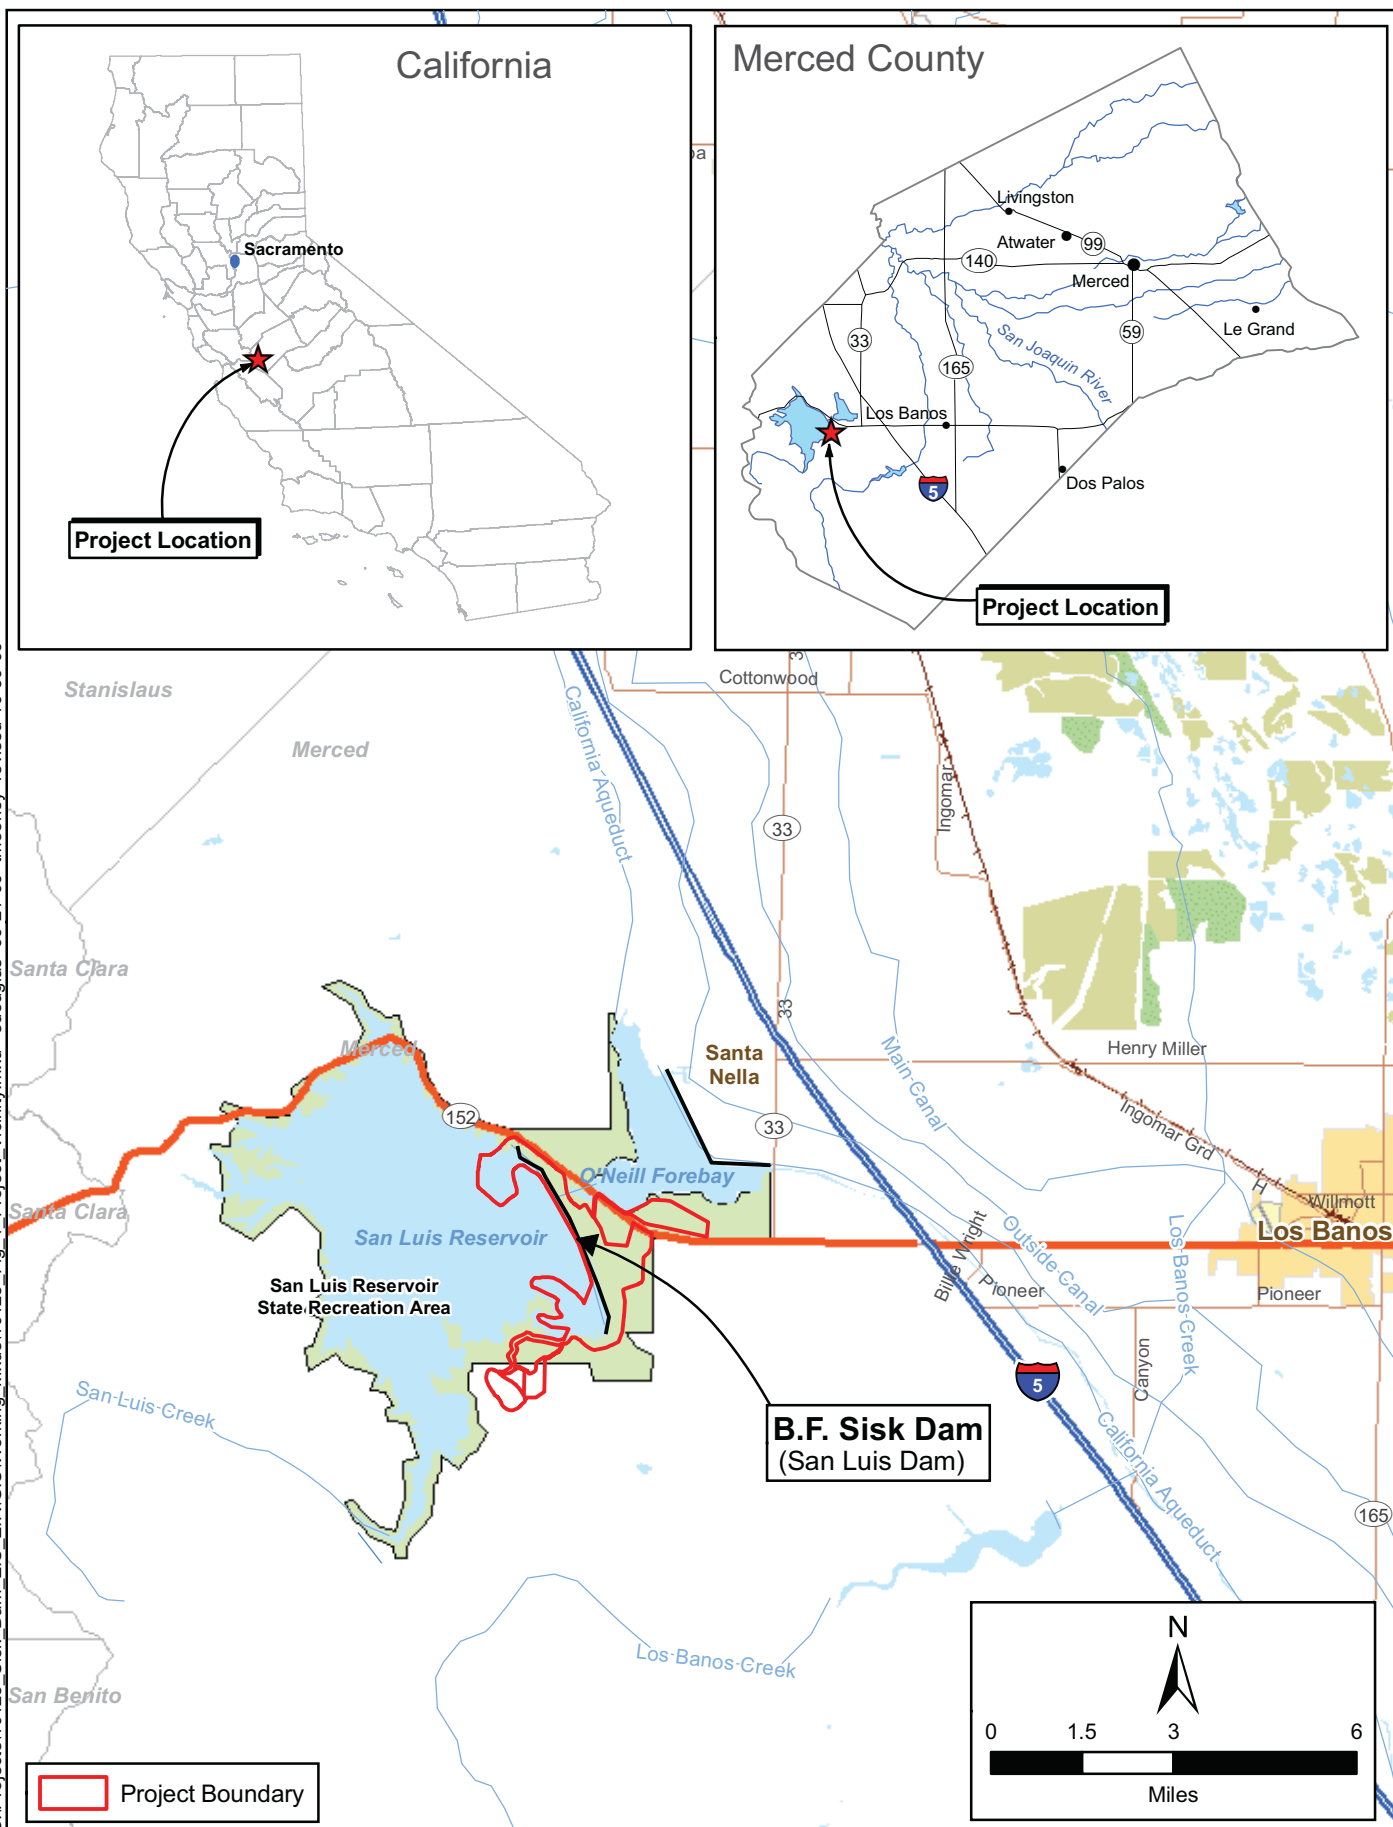 California
Sacramento
Project Location
Merced County
Livingston
Atwater
99
140
Merced
33
59
Le Grand
165
San Joaquin River
Los Banos
5
Dos Palos
Project Location
Stanislaus
Merced
Cottonwood
California Aqueduct
Ingomar
33
Santa Clara
33
Merced
Santa
Nella
Main Canal
Henry Miller
152
33
Ingomar Grd
O'Neill Forebay
Santa Clara
Willmott
San Luis Reservoir
Billie Wright
Outside Canal
Los Banos Creek
Los Banos
San Luis Reservoir
State Recreation Area
Pioneer
Pioneer
Canyon
5
San Luis Creek
B.F. Sisk Dam
(San Luis Dam)
California Aqueduct
165
Los Banos Creek
San Benito
N
0 1.5 3 6
Miles
Project Boundary